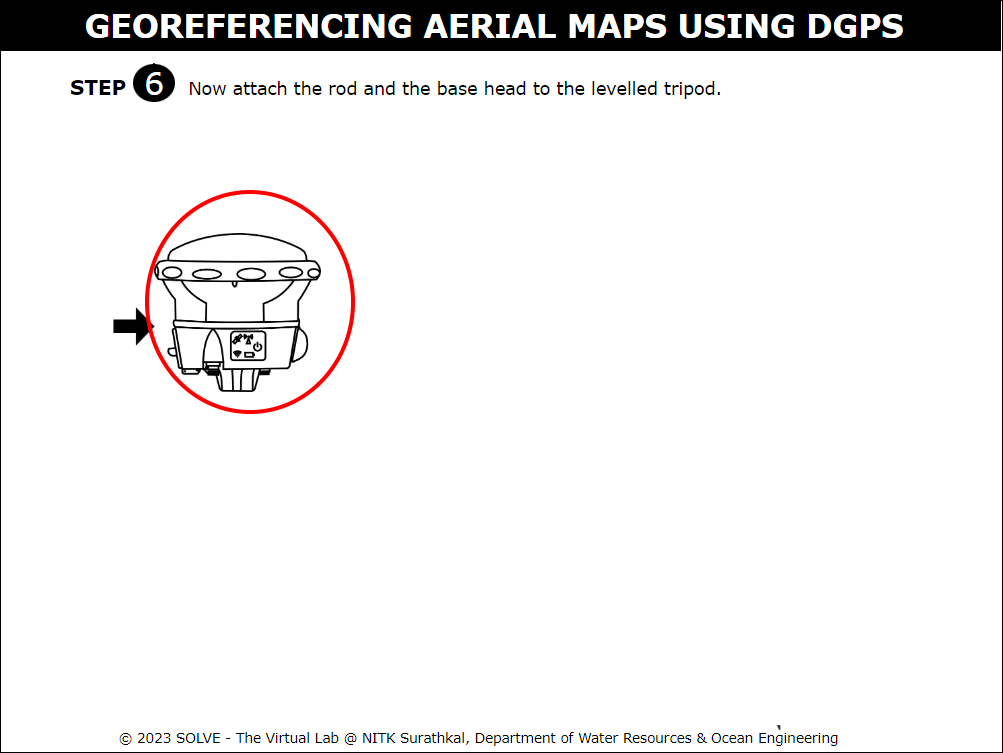 GEOREFERENCING AERIAL MAPS USING DGPS
STEP 6 Now attach the rod and the base head to the levelled tripod.
© 2023 SOLVE - The Virtual Lab @ NITK Surathkal, Department of Water Resources & Ocean Engineering